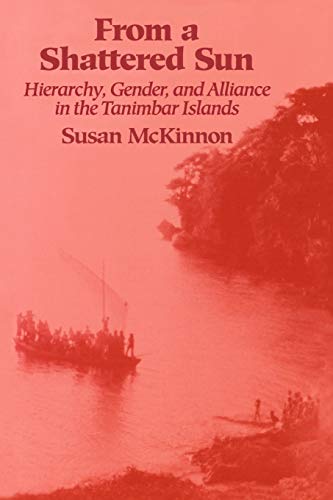 From a
Shattered Sun
Hierarchy, Gender, and Alliance
in the Tanimbar Islands
Susan McKinnon